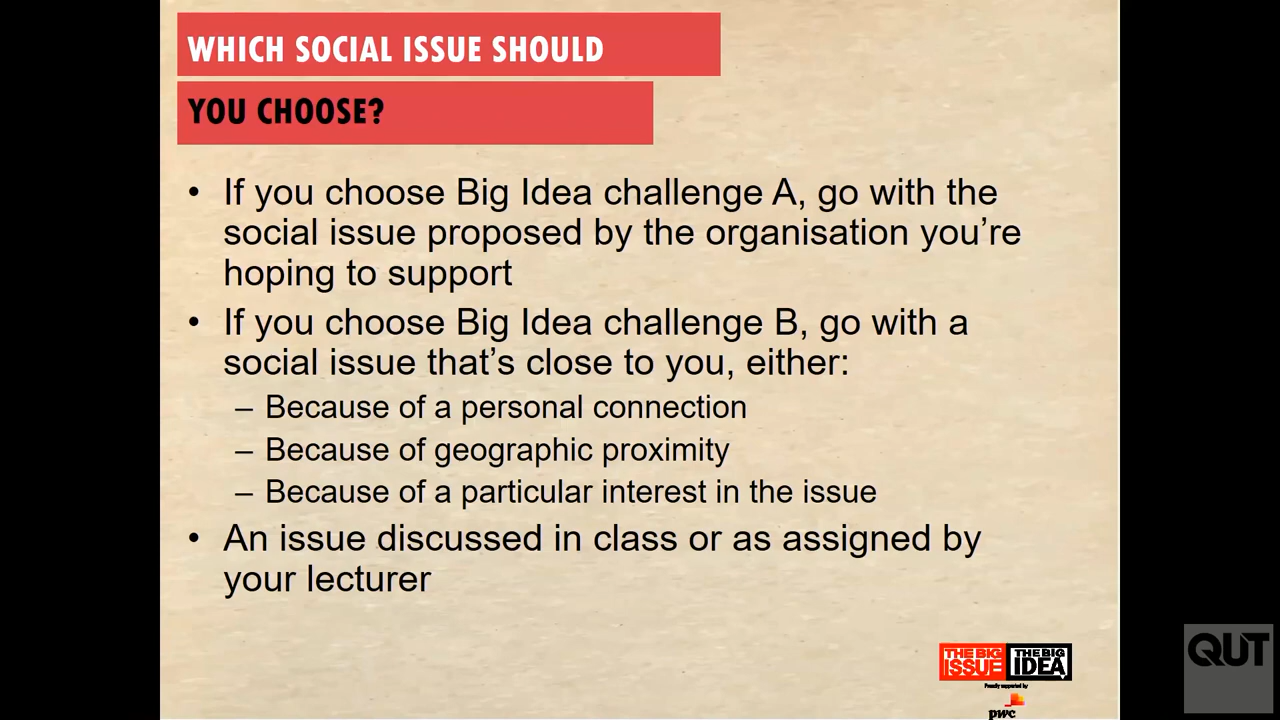 WHICH SOCIAL ISSUE SHOULD
YOU CHOOSE?
• If you choose Big Idea challenge A, go with the
social issue proposed by the organisation you’re
hoping to support
• If you choose Big Idea challenge B, go with a
social issue that’s close to you, either:
– Because of a personal connection
– Because of geographic proximity
– Because of a particular interest in the issue
• An issue discussed in class or as assigned by
your lecturer
THE BIG ISSUE THE BIG IDEA
Proudly supported by
pwc
QUT